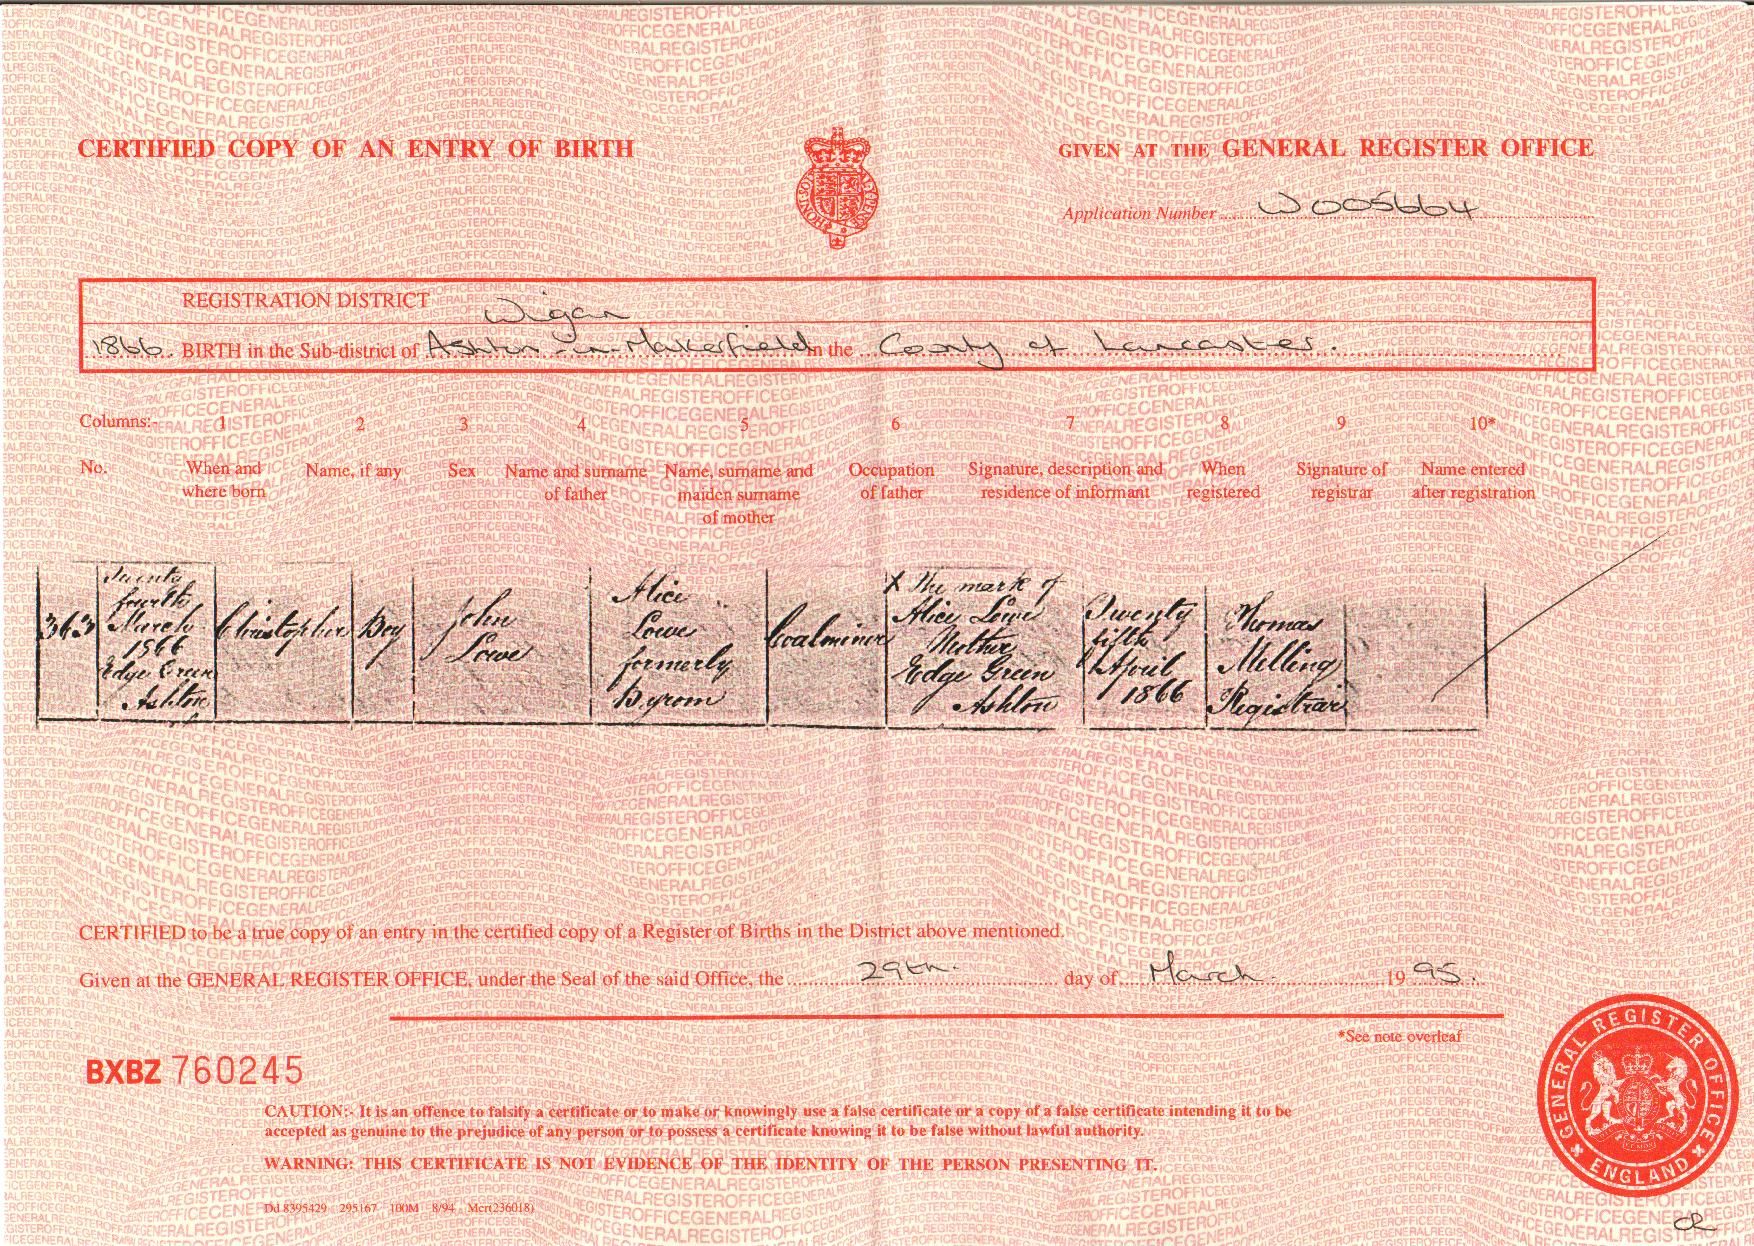 CERTIFIED COPY OF AN ENTRY OF BIRTH
GIVEN AT THE GENERAL REGISTER OFFICE
Application Number W005664
REGISTRATION DISTRICT Wigan
1866. BIRTH in the Sub-district of Ashton-in-Makerfield in the County of Lancaster.
Columns:- 1 2 3 4 5 6 7 8 9 10*
No.
When and
where born
Name, if any
Sex
Name and surname
of father
Name, surname and
maiden surname
of mother
Occupation
of father
Signature, description and
residence of informant
When
registered
Signature of
registrar
Name entered
after registration
363
Twenty
fourth
March
1866
Edge Green
Ashton
Christopher
Boy
John
Lowe
Alice
Lowe
formerly
Byrom
Coalminer
X The mark of
Alice Lowe
Mother
Edge Green
Ashton
Twenty
fifth
April
1866
Thomas
Melling
Registrar
CERTIFIED to be a true copy of an entry in the certified copy of a Register of Births in the District above mentioned.
Given at the GENERAL REGISTER OFFICE, under the Seal of the said Office, the 29th. day of March 1995.
*See note overleaf
BXBZ 760245
CAUTION:- It is an offence to falsify a certificate or to make or knowingly use a false certificate or a copy of a false certificate intending it to be
accepted as genuine to the prejudice of any person or to possess a certificate knowing it to be false without lawful authority.
WARNING: THIS CERTIFICATE IS NOT EVIDENCE OF THE IDENTITY OF THE PERSON PRESENTING IT.
Dd 8395429 295167 100M 8/94 Mcr(236018)
GENERAL REGISTER OFFICE
ENGLAND